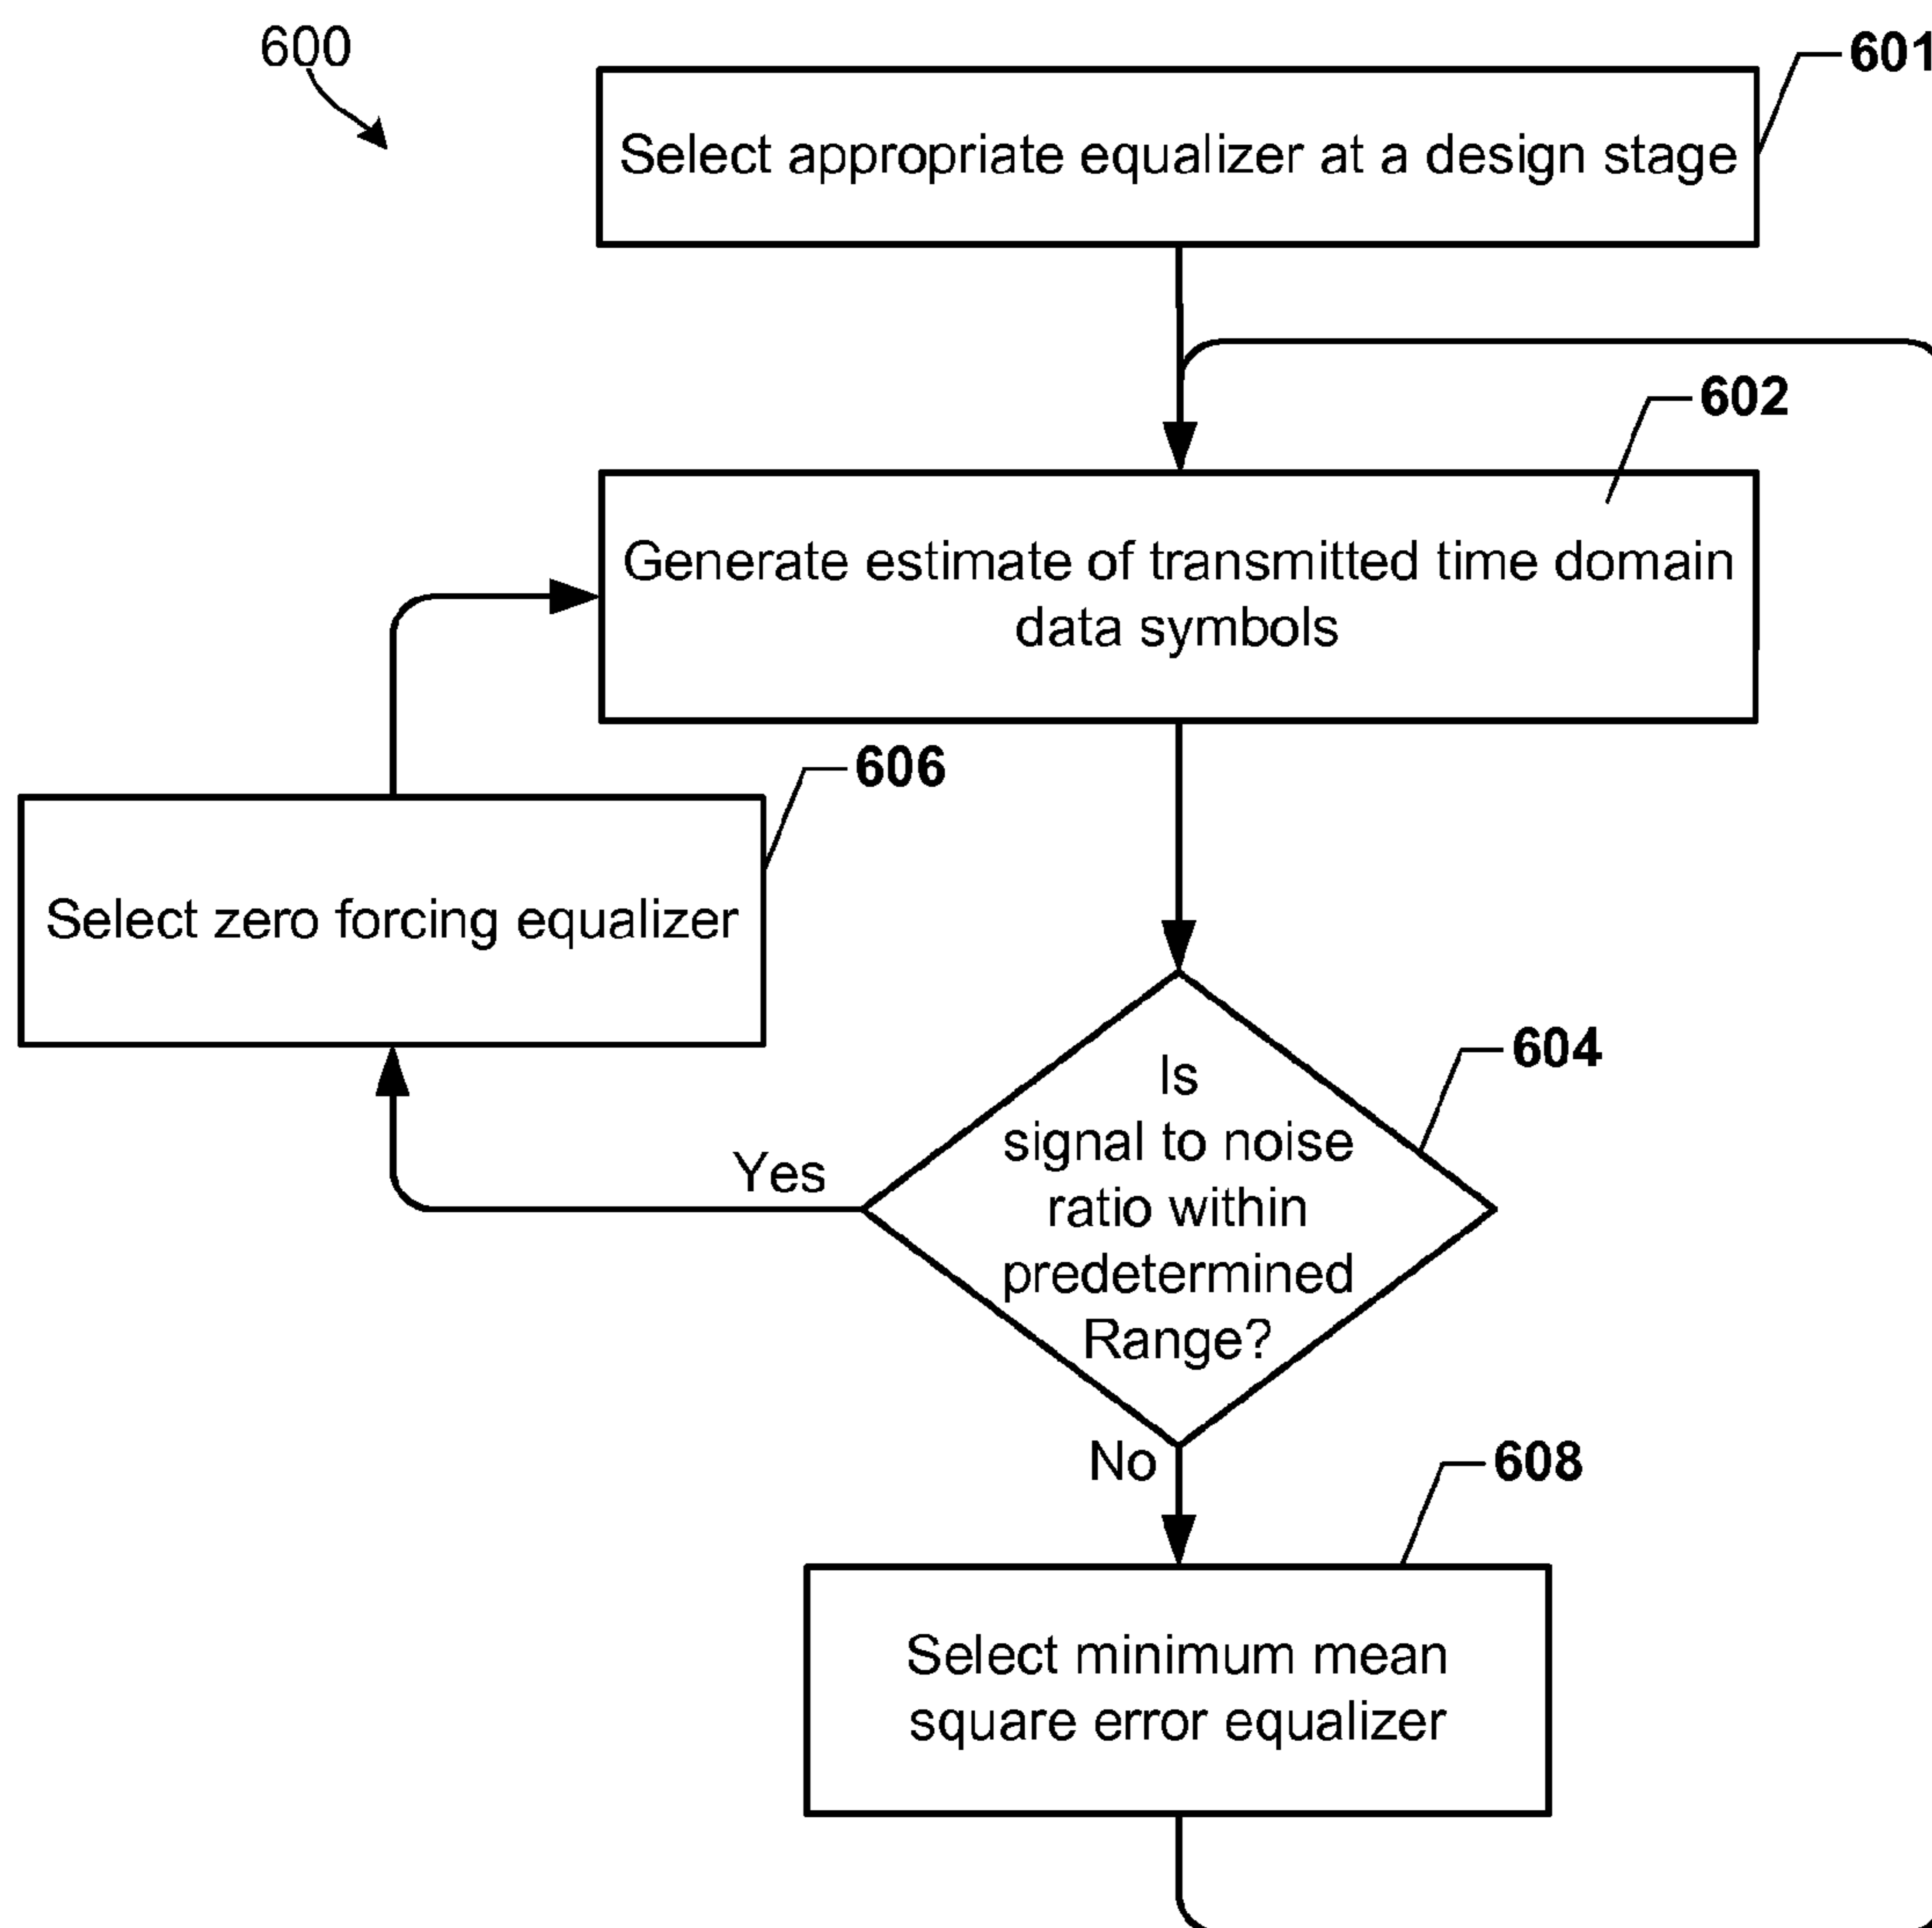 600
601
Select appropriate equalizer at a design stage
602
Generate estimate of transmitted time domain
data symbols
606
Select zero forcing equalizer
604
Is
signal to noise
ratio within
predetermined
Range?
Yes
No
608
Select minimum mean
square error equalizer